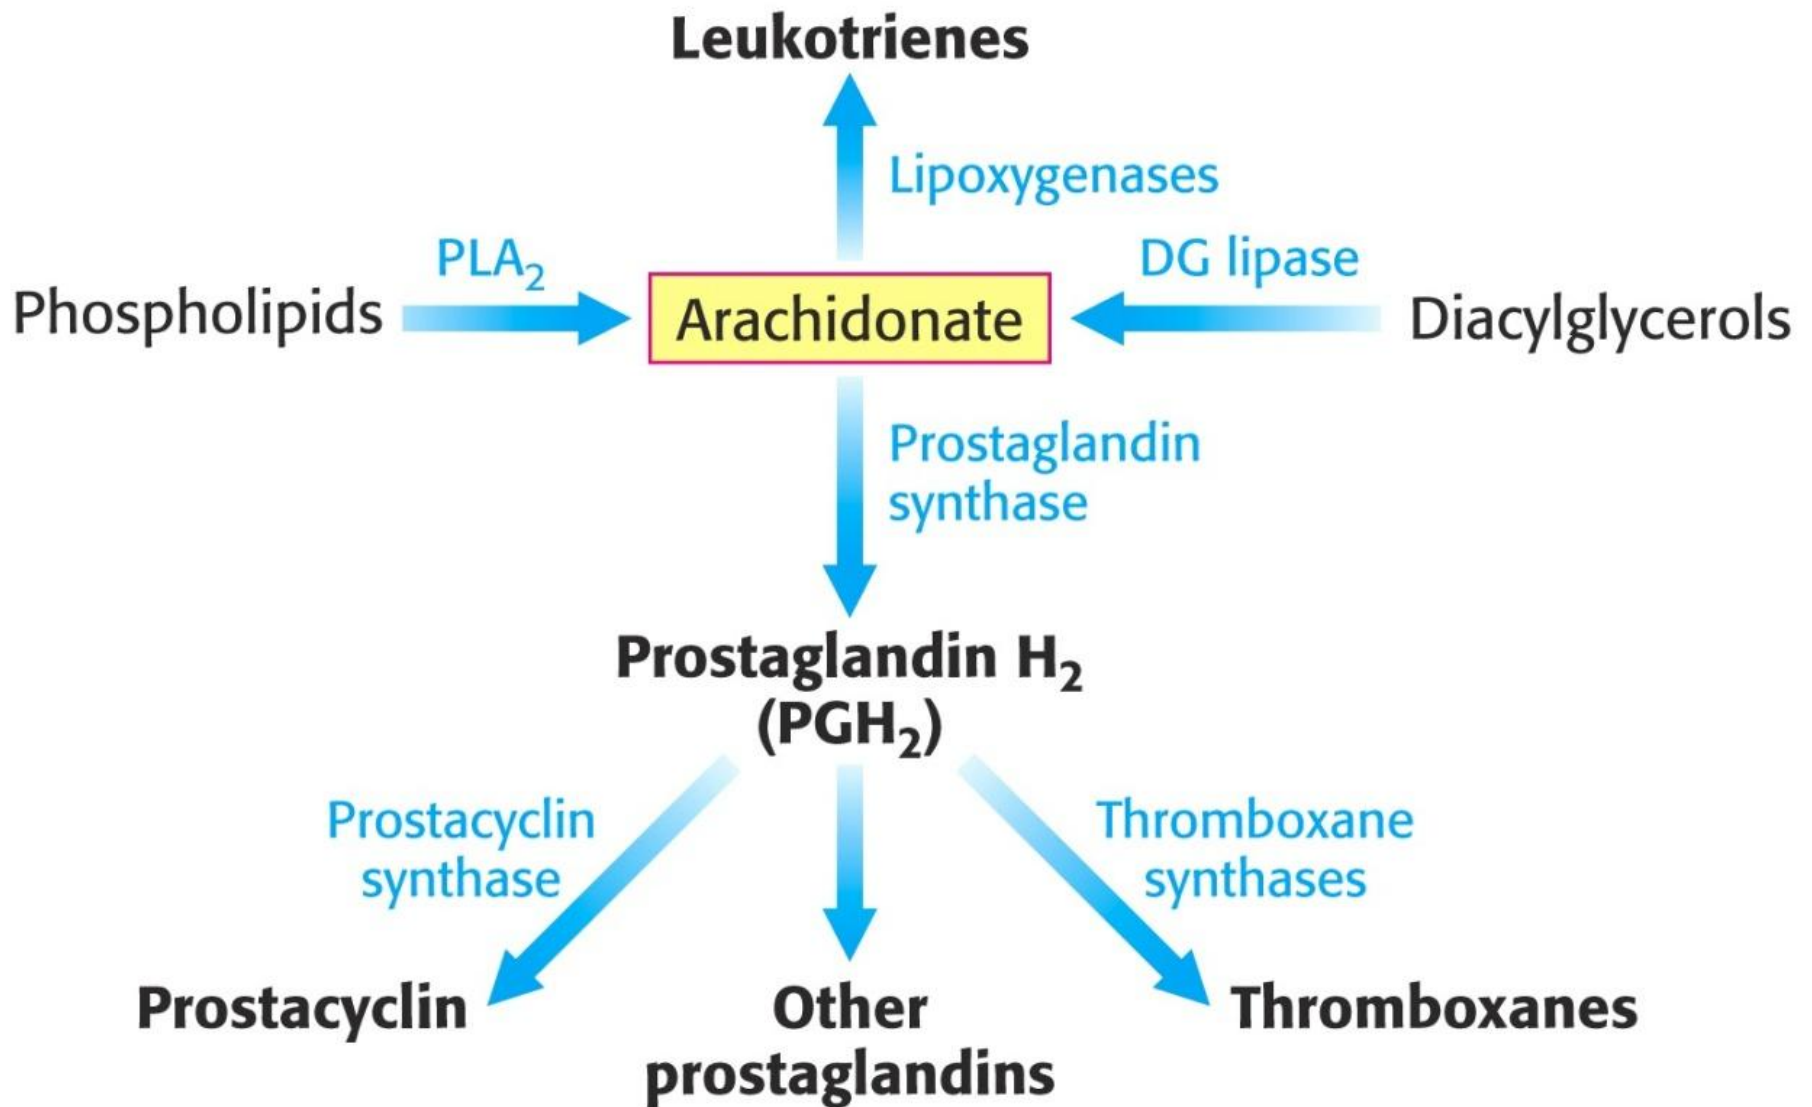 Leukotrienes
Lipoxygenases
PLA₂
DG lipase
Phospholipids
Arachidonate
Diacylglycerols
Prostaglandin
synthase
Prostaglandin H₂
(PGH₂)
Prostacyclin
synthase
Thromboxane
synthases
Prostacyclin
Other
prostaglandins
Thromboxanes